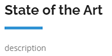 State of the Art
description